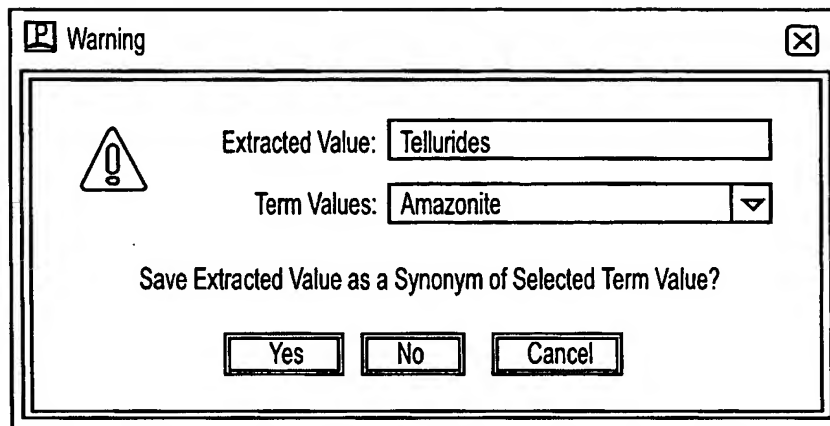 P Warning
Extracted Value: Tellurides
Term Values: Amazonite
Save Extracted Value as a Synonym of Selected Term Value?
Yes No Cancel